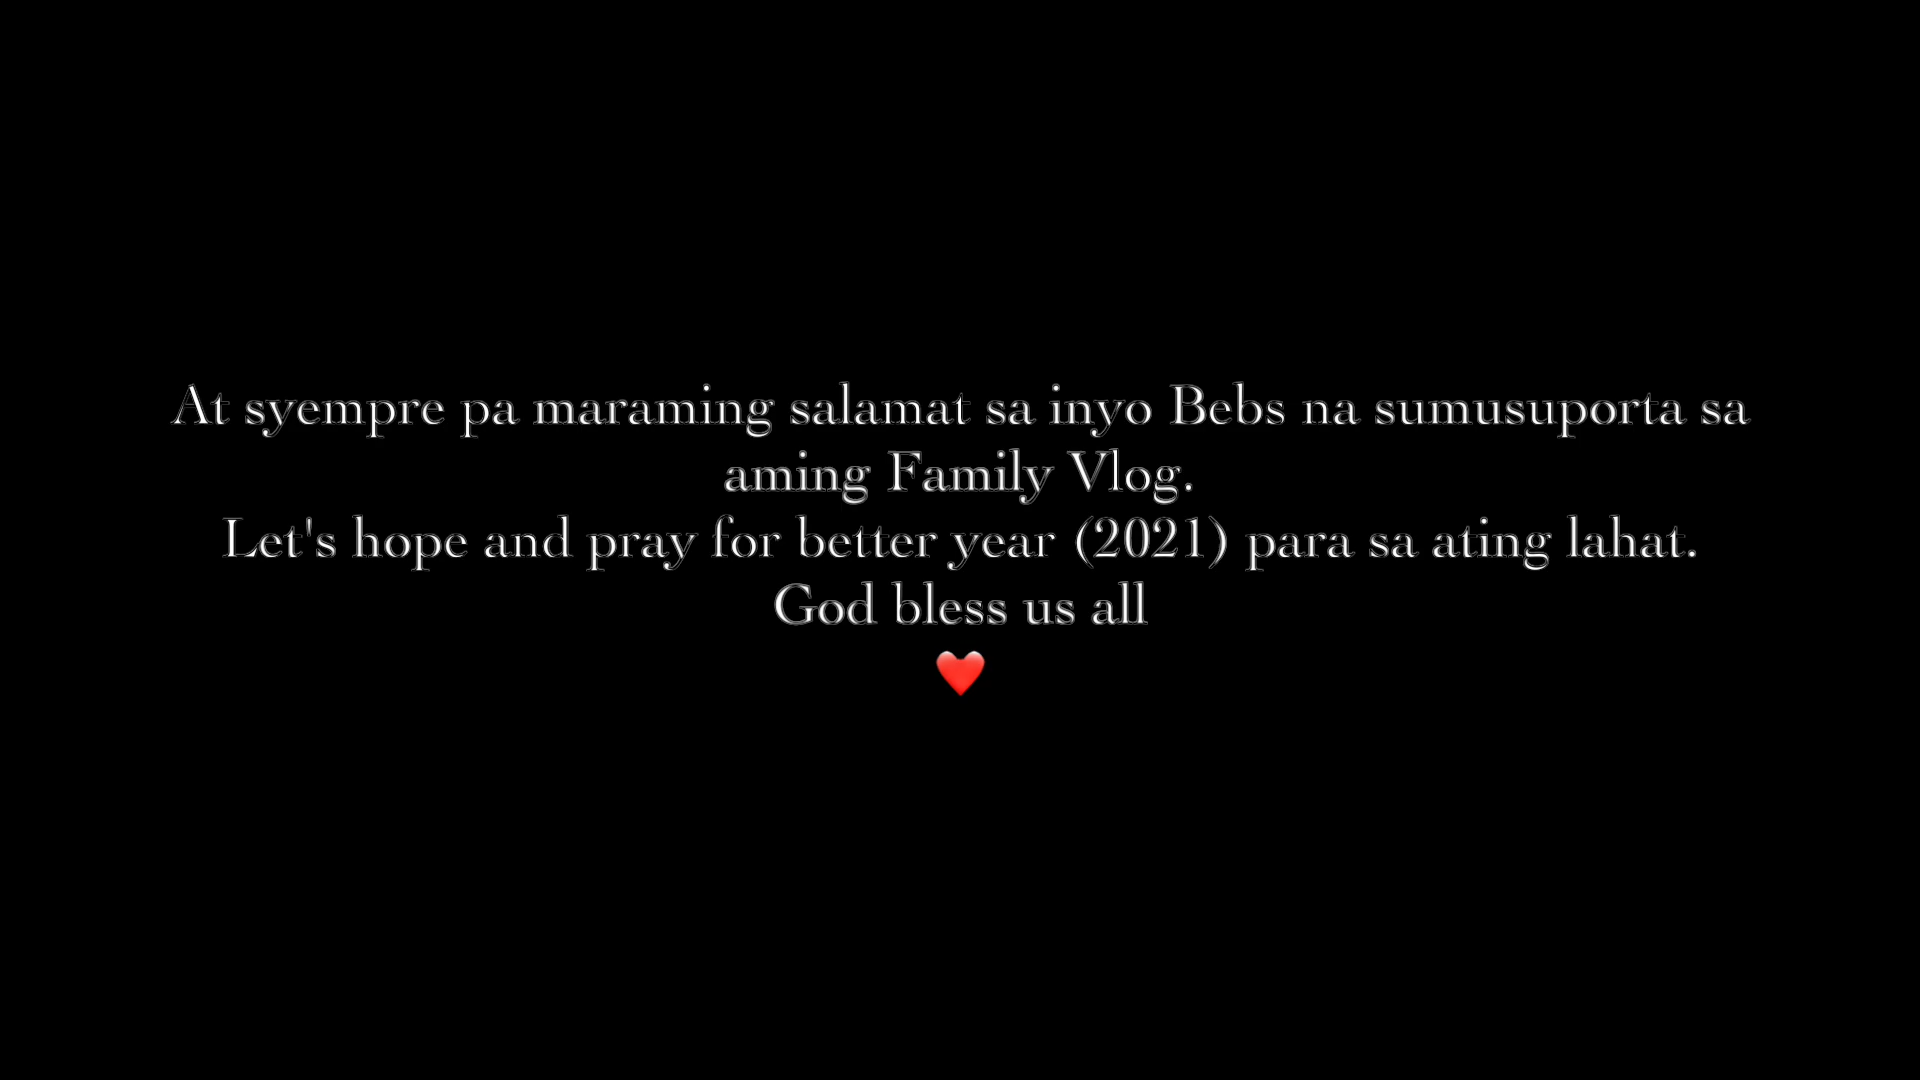 At syempre pa maraming salamat sa inyo Bebs na sumusuporta sa
aming Family Vlog.
Let's hope and pray for better year (2021) para sa ating lahat.
God bless us all
❤️